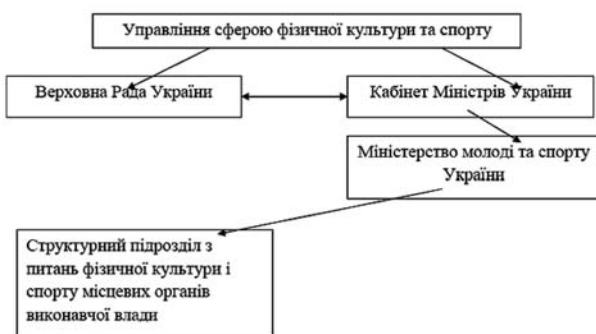 Управління сферою фізичної культури та спорту
Верховна Рада України
Кабінет Міністрів України
Міністерство молоді та спорту
України
Структурний підрозділ з
питань фізичної культури і
спорту місцевих органів
виконавчої влади